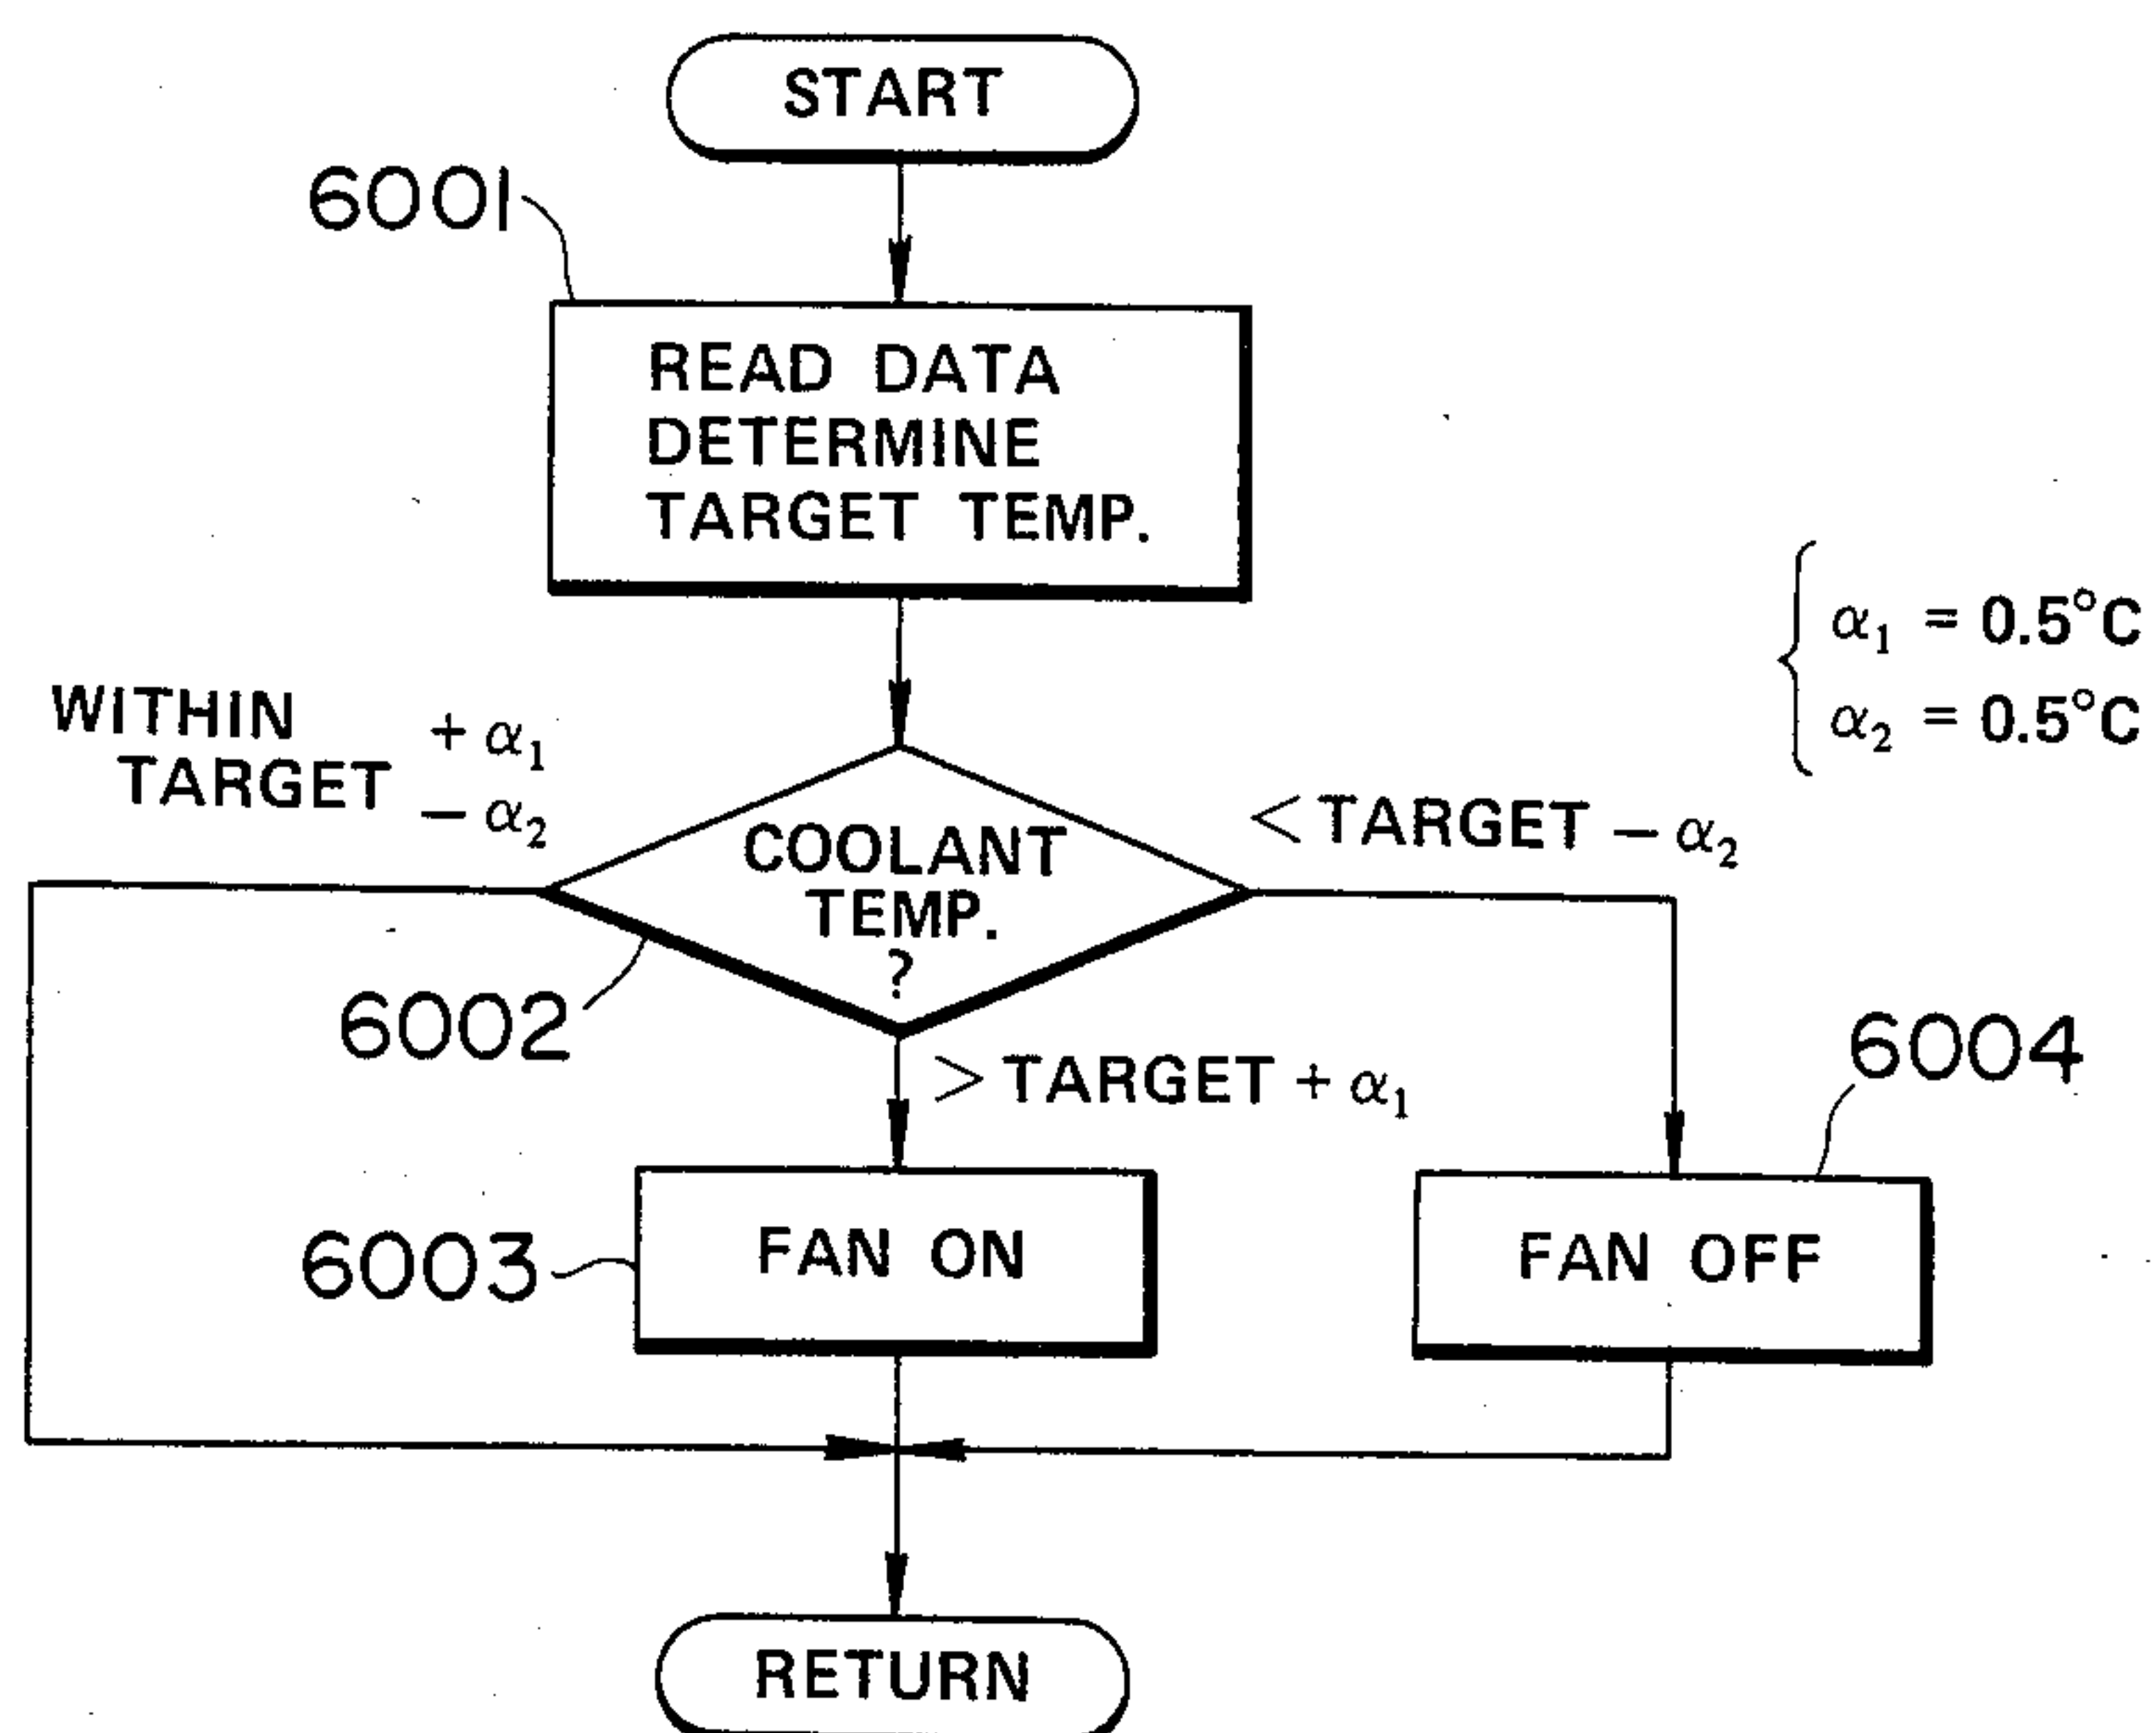 START
6001
READ DATA
DETERMINE
TARGET TEMP.
α₁ = 0.5°C
α₂ = 0.5°C
WITHIN
TARGET + α₁
− α₂
< TARGET − α₂
COOLANT
TEMP.
?
6002
> TARGET + α₁
6004
6003
FAN ON
FAN OFF
RETURN